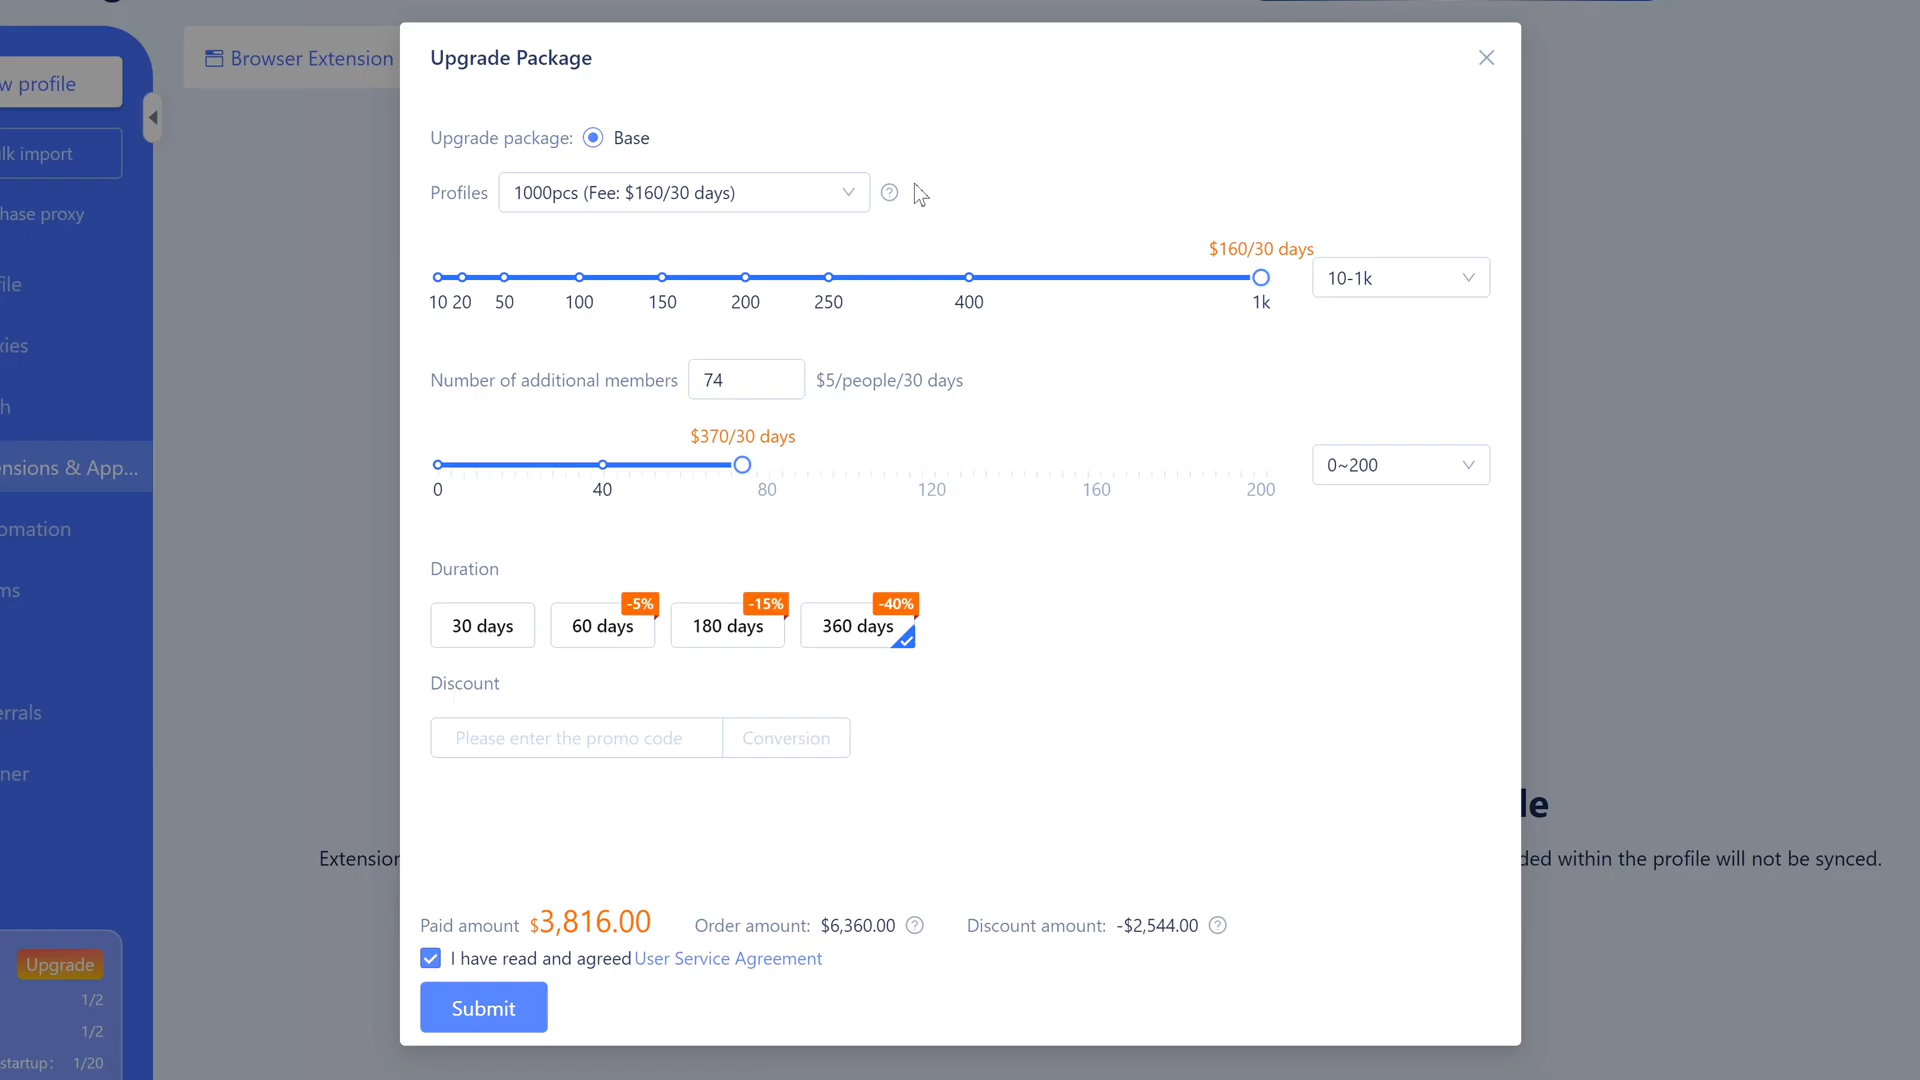 Upgrade Package
Browser Extension
w profile
lk import
hase proxy
ile
xies
h
ensions & App...
omation
ms
errals
ner
Upgrade
1/2
1/2
startup: 1/20
Upgrade package: Base
Profiles 1000pcs (Fee: $160/30 days)
$160/30 days
10 20 50 100 150 200 250 400 1k
10-1k
Number of additional members 74 $5/people/30 days
$370/30 days
0 40 80 120 160 200
0~200
Duration
-5% -15% -40%
30 days 60 days 180 days 360 days
Discount
Please enter the promo code Conversion
le
Extension
ded within the profile will not be synced.
Paid amount $3,816.00 Order amount: $6,360.00 Discount amount: -$2,544.00
I have read and agreed User Service Agreement
Submit